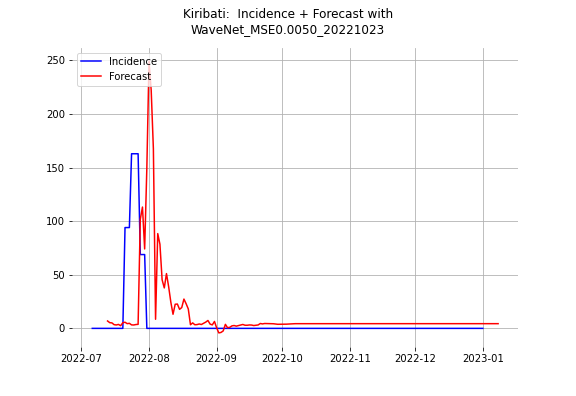 Kiribati:  Incidence + Forecast with
WaveNet_MSE0.0050_20221023
Incidence
Forecast
250
200
150
100
50
0
2022-07 2022-08 2022-09 2022-10 2022-11 2022-12 2023-01